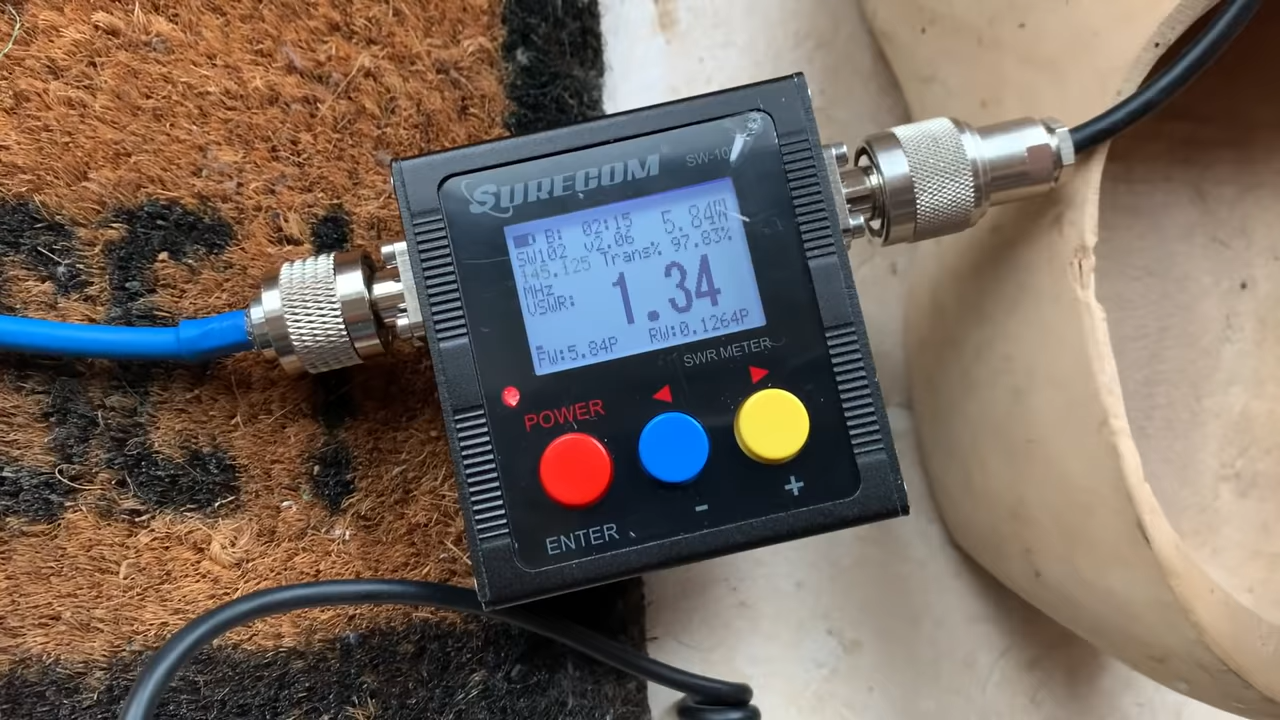 SURECOM
B: 02:15 5.84W
SW102 v2.06
145.125 Trans% 97.83%
MHz
VSWR: 1.34
FW:5.84P RW:0.1264P
SWR METER
POWER
ENTER - +